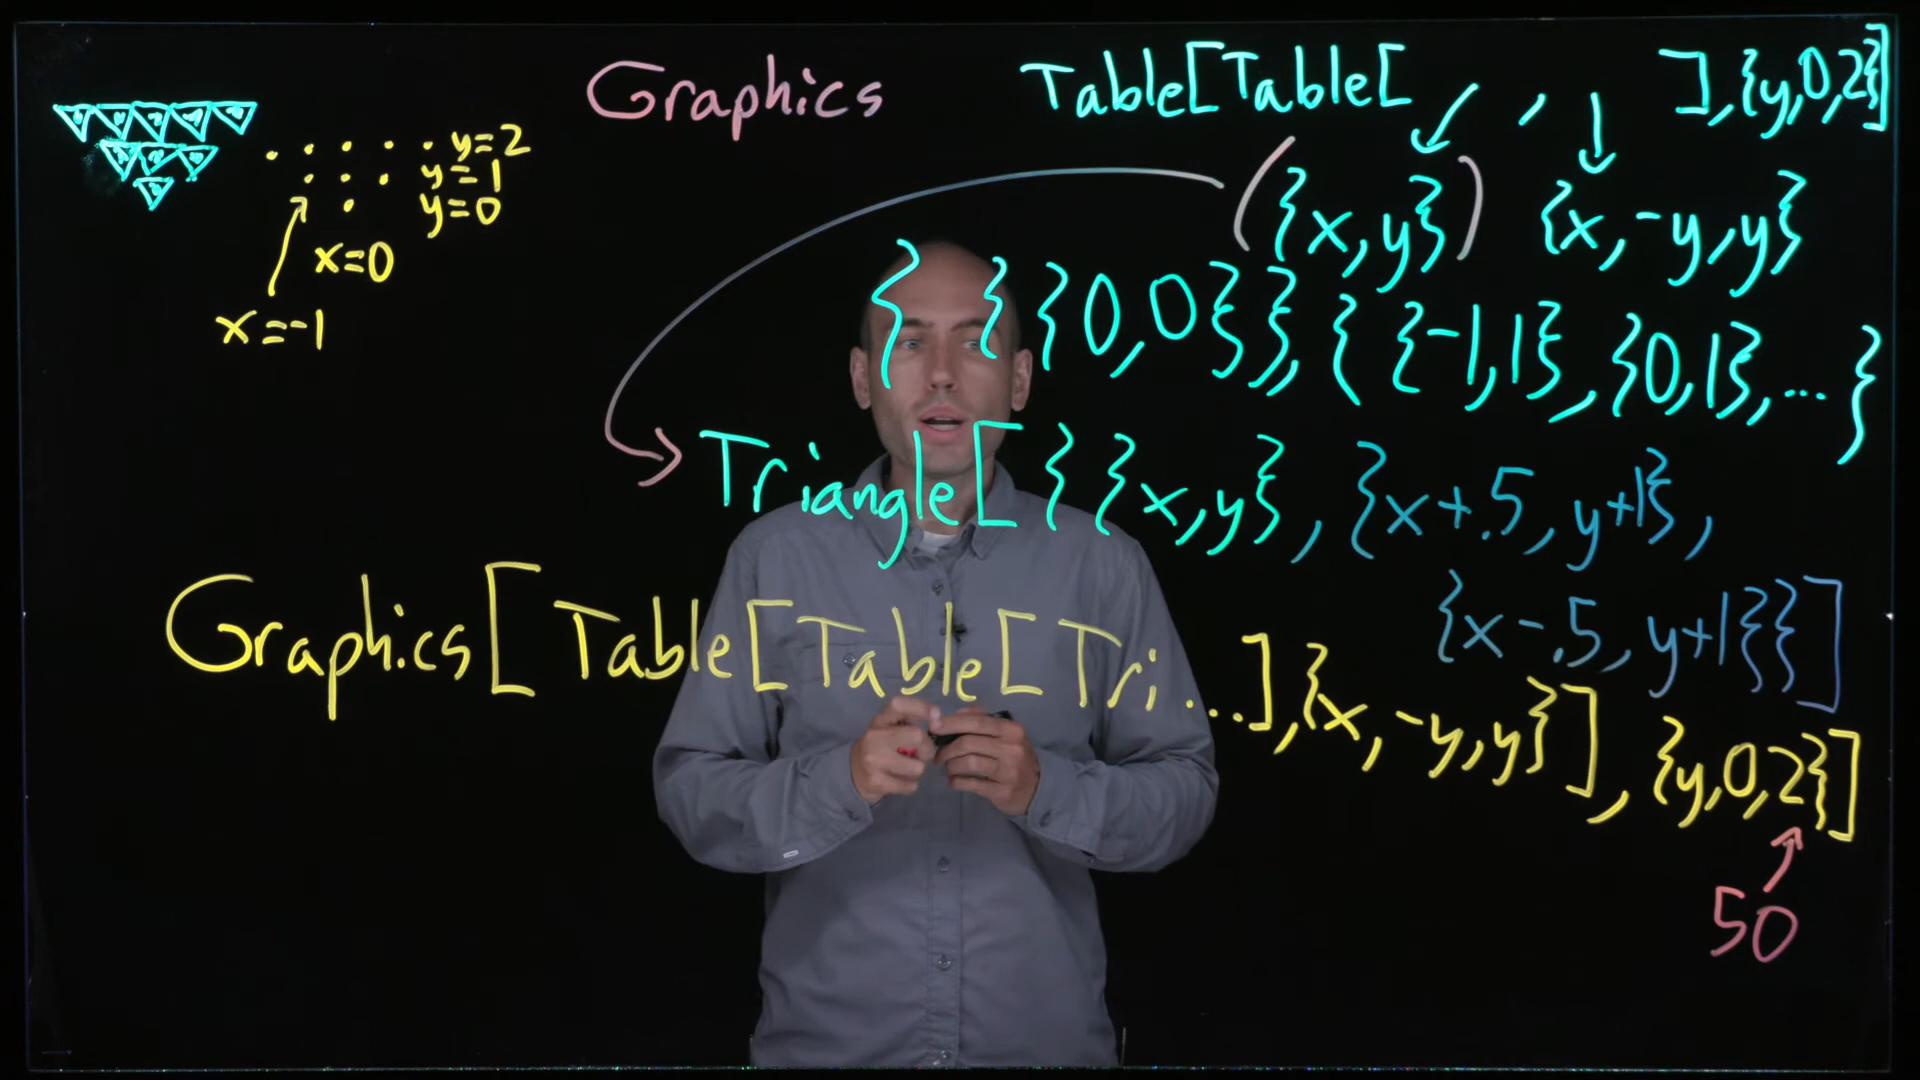 Graphics
Table[Table[ , ],{y,0,2}]
y=2
y=1
y=0
x=0
x=-1
({x,y}) {x,-y,y}
{ {{0,0}},{ {-1,1},{0,1},... }
Triangle[{{x,y},{x+.5,y+1},
{x-.5,y+1}}]
Graphics[Table[Table[Tri...],{x,-y,y}],{y,0,2}]
50